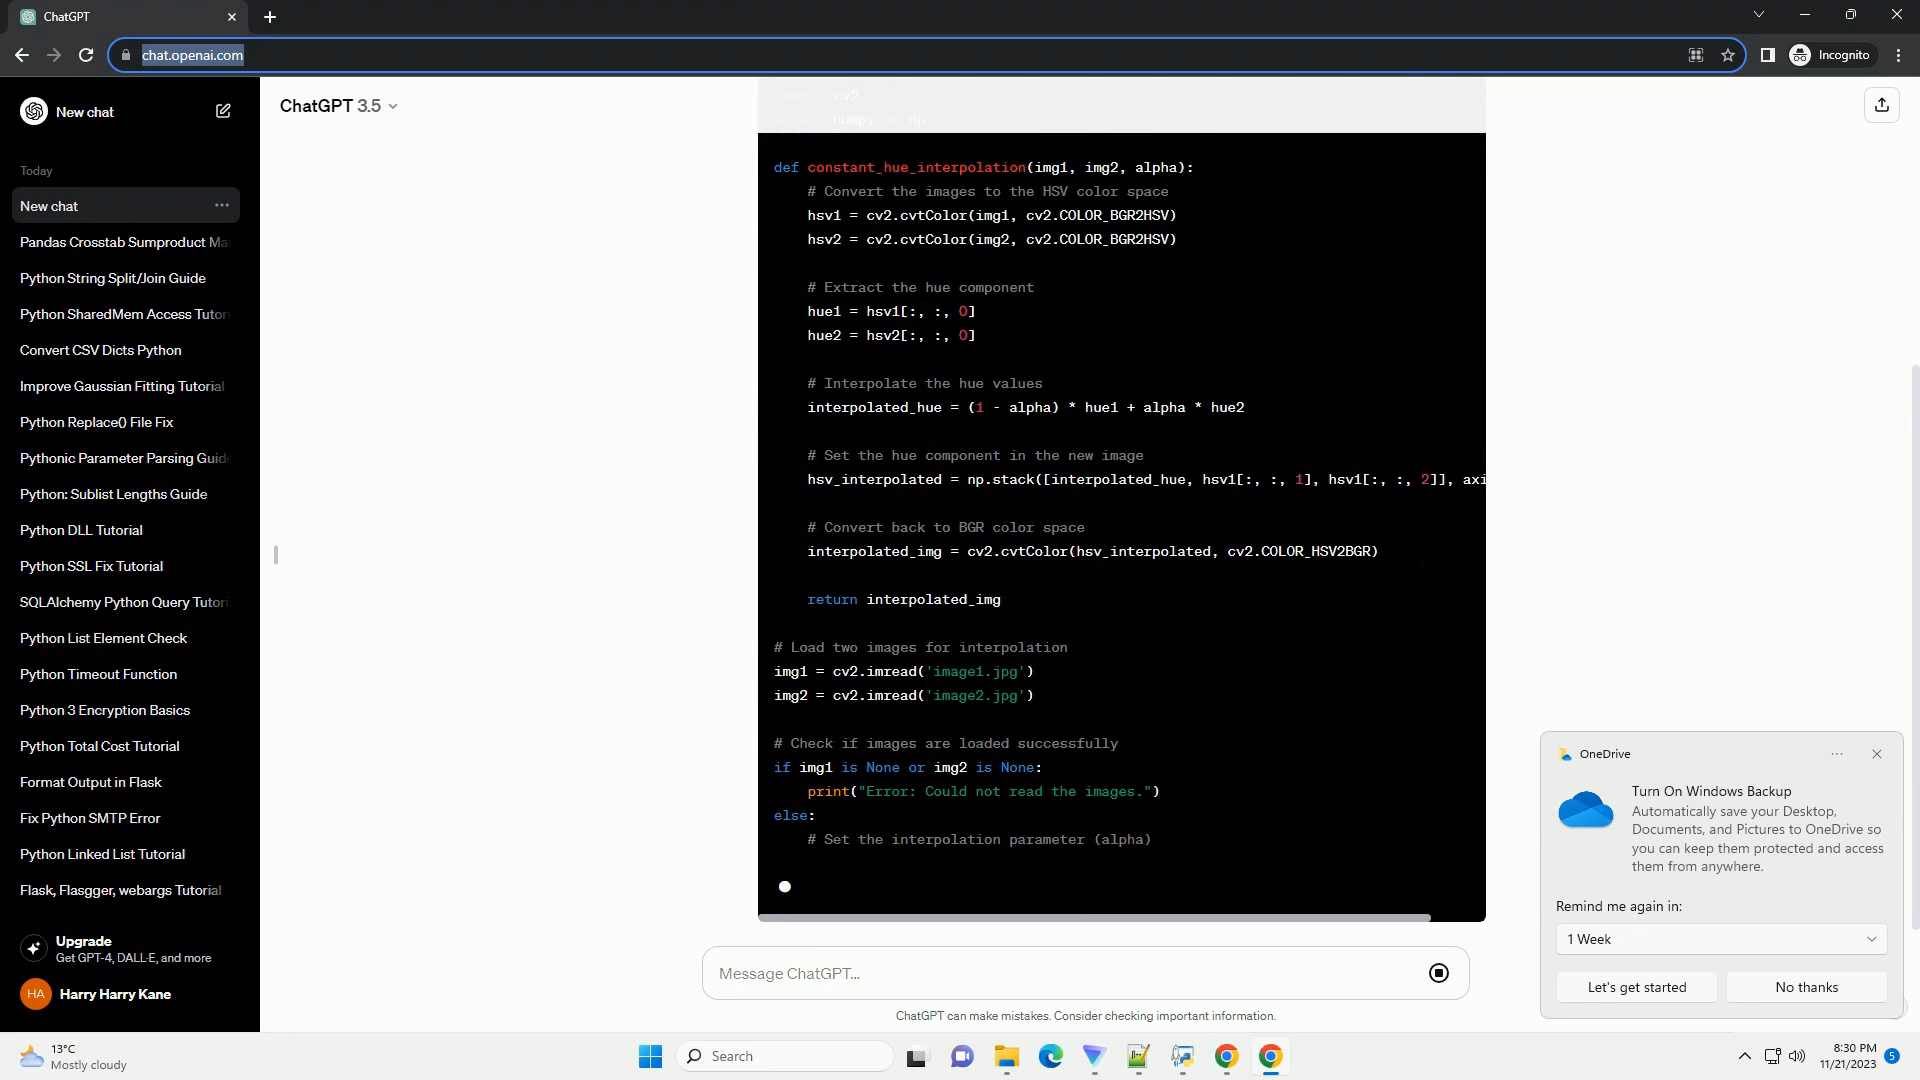 ChatGPT
chat.openai.com
Incognito
New chat
Today
New chat
Pandas Crosstab Sumproduct Ma
Python String Split/Join Guide
Python SharedMem Access Tutor
Convert CSV Dicts Python
Improve Gaussian Fitting Tutorial
Python Replace() File Fix
Pythonic Parameter Parsing Guide
Python: Sublist Lengths Guide
Python DLL Tutorial
Python SSL Fix Tutorial
SQLAlchemy Python Query Tutori
Python List Element Check
Python Timeout Function
Python 3 Encryption Basics
Python Total Cost Tutorial
Format Output in Flask
Fix Python SMTP Error
Python Linked List Tutorial
Flask, Flasgger, webargs Tutorial
Upgrade
Get GPT-4, DALL·E, and more
HA Harry Harry Kane
ChatGPT 3.5
cv2
numpy np
def constant_hue_interpolation(img1, img2, alpha):
# Convert the images to the HSV color space
hsv1 = cv2.cvtColor(img1, cv2.COLOR_BGR2HSV)
hsv2 = cv2.cvtColor(img2, cv2.COLOR_BGR2HSV)
# Extract the hue component
hue1 = hsv1[:, :, 0]
hue2 = hsv2[:, :, 0]
# Interpolate the hue values
interpolated_hue = (1 - alpha) * hue1 + alpha * hue2
# Set the hue component in the new image
hsv_interpolated = np.stack([interpolated_hue, hsv1[:, :, 1], hsv1[:, :, 2]], axi
# Convert back to BGR color space
interpolated_img = cv2.cvtColor(hsv_interpolated, cv2.COLOR_HSV2BGR)
return interpolated_img
# Load two images for interpolation
img1 = cv2.imread('image1.jpg')
img2 = cv2.imread('image2.jpg')
# Check if images are loaded successfully
if img1 is None or img2 is None:
print("Error: Could not read the images.")
else:
# Set the interpolation parameter (alpha)
Message ChatGPT...
ChatGPT can make mistakes. Consider checking important information.
OneDrive
Turn On Windows Backup
Automatically save your Desktop,
Documents, and Pictures to OneDrive so
you can keep them protected and access
them from anywhere.
Remind me again in:
1 Week
Let's get started
No thanks
13°C
Mostly cloudy
Search
8:30 PM
11/21/2023
5